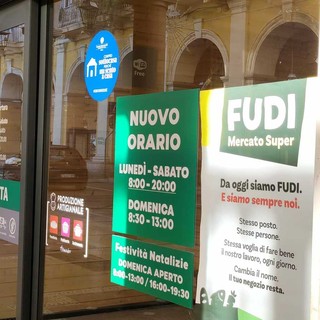 NUOVO
ORARIO
LUNEDÌ - SABATO
8:00 - 20:00
DOMENICA
8:30 - 13:00
Festività Natalizie
DOMENICA APERTO
8:00-13:00 / 16:00-19:30
FUDI
Mercato Super
Da oggi siamo FUDI.
E siamo sempre noi.
Stesso posto.
Stesse persone.
Stessa voglia di fare bene
il nostro lavoro, ogni giorno.
Cambia il nome.
Il tuo negozio resta.
PRODUZIONE
ARTIGIANALE
FREE